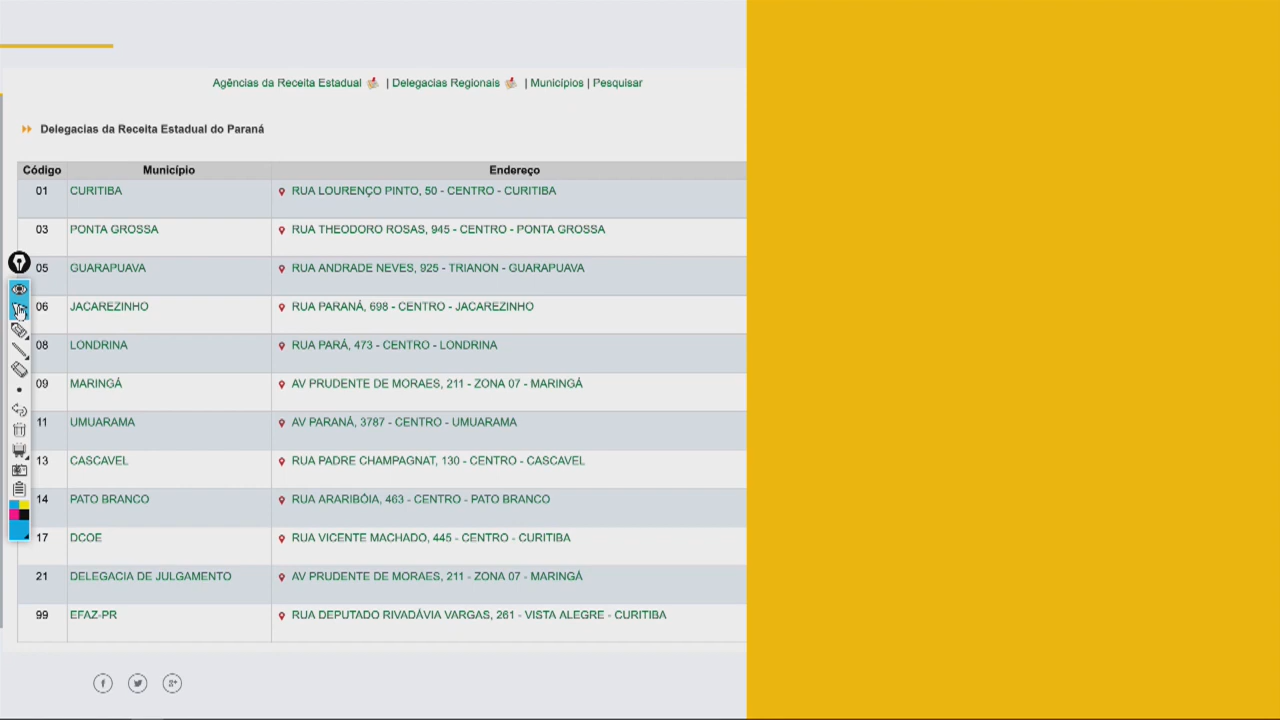 Agências da Receita Estadual | Delegacias Regionais | Municípios | Pesquisar
Delegacias da Receita Estadual do Paraná
Código Município Endereço
01 CURITIBA RUA LOURENÇO PINTO, 50 - CENTRO - CURITIBA
03 PONTA GROSSA RUA THEODORO ROSAS, 945 - CENTRO - PONTA GROSSA
05 GUARAPUAVA RUA ANDRADE NEVES, 925 - TRIANON - GUARAPUAVA
06 JACAREZINHO RUA PARANÁ, 698 - CENTRO - JACAREZINHO
08 LONDRINA RUA PARÁ, 473 - CENTRO - LONDRINA
09 MARINGÁ AV PRUDENTE DE MORAES, 211 - ZONA 07 - MARINGÁ
11 UMUARAMA AV PARANÁ, 3787 - CENTRO - UMUARAMA
13 CASCAVEL RUA PADRE CHAMPAGNAT, 130 - CENTRO - CASCAVEL
14 PATO BRANCO RUA ARARIBÓIA, 463 - CENTRO - PATO BRANCO
17 DCOE RUA VICENTE MACHADO, 445 - CENTRO - CURITIBA
21 DELEGACIA DE JULGAMENTO AV PRUDENTE DE MORAES, 211 - ZONA 07 - MARINGÁ
99 EFAZ-PR RUA DEPUTADO RIVADÁVIA VARGAS, 261 - VISTA ALEGRE - CURITIBA